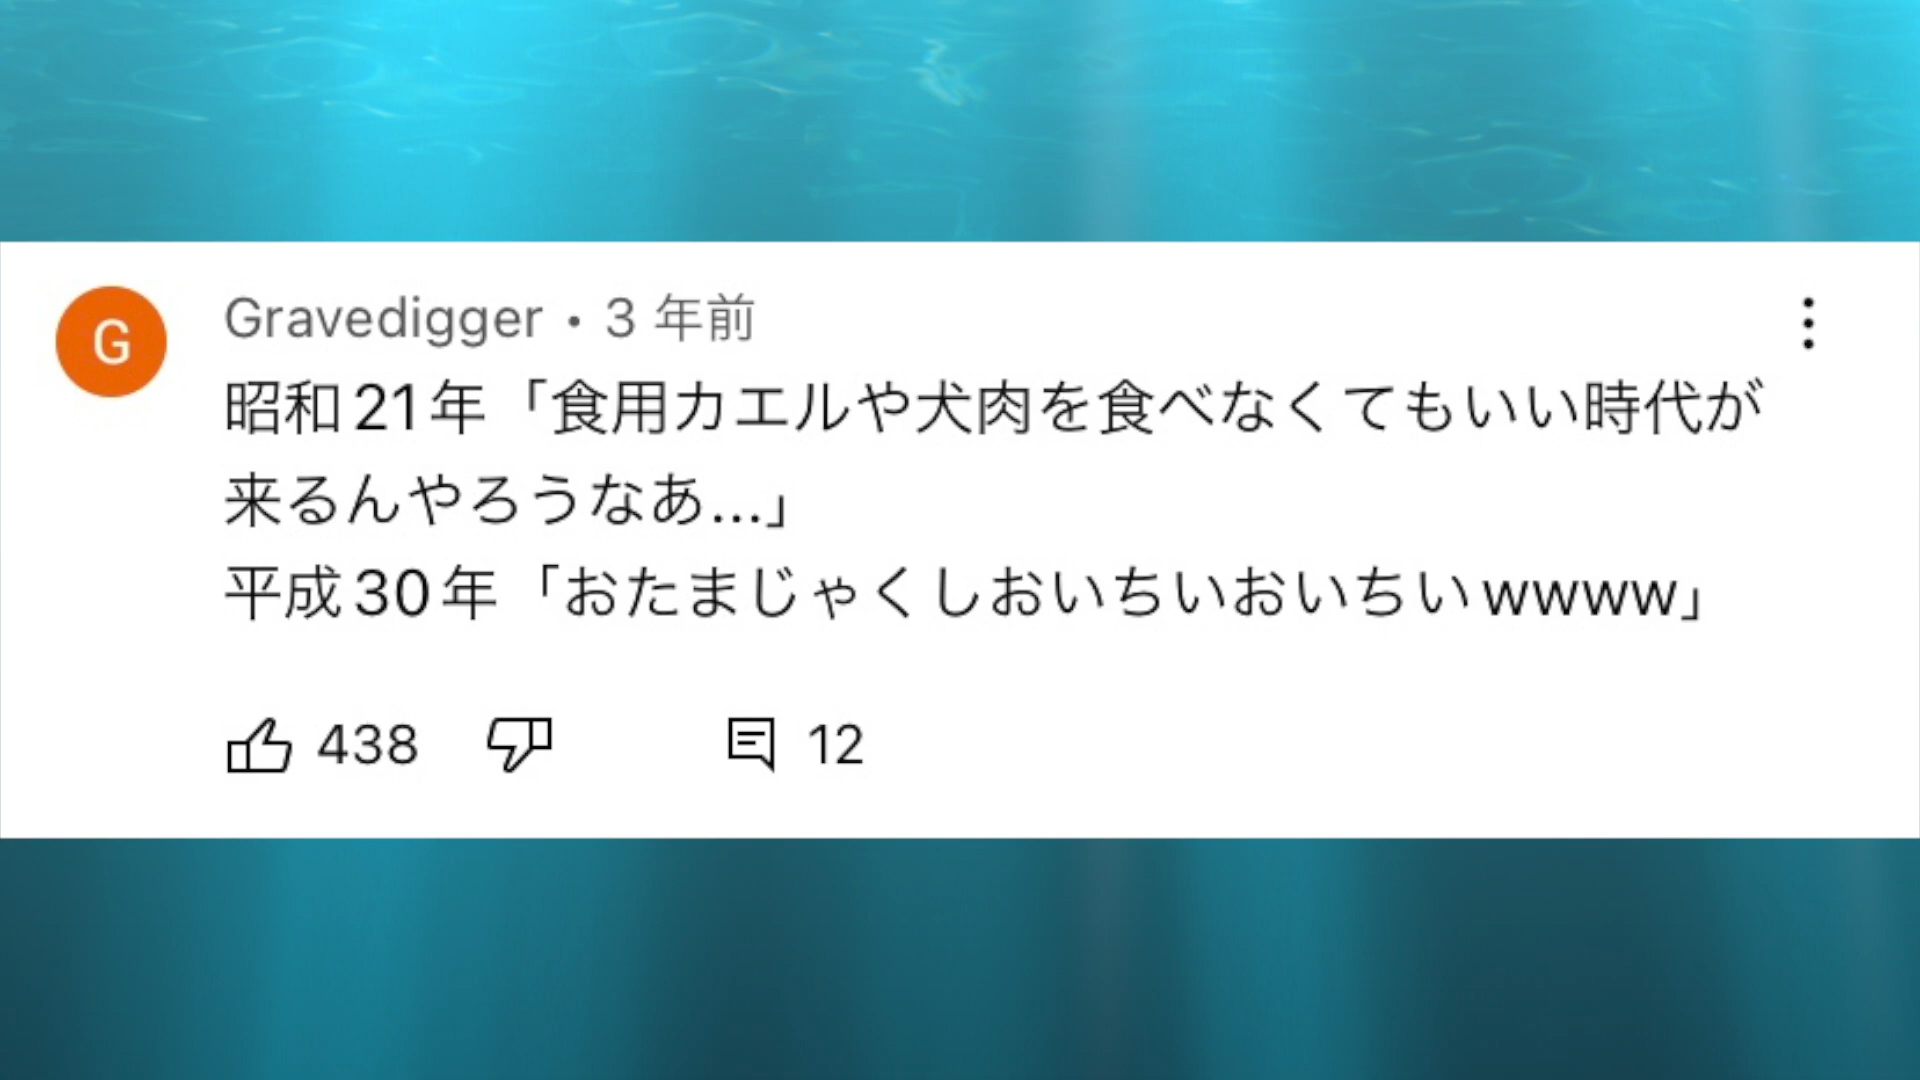 G
Gravedigger・3 年前
昭和21年「食用カエルや犬肉を食べなくてもいい時代が
来るんやろうなあ...」
平成30年「おたまじゃくしおいちいおいちいwwww」
438
12